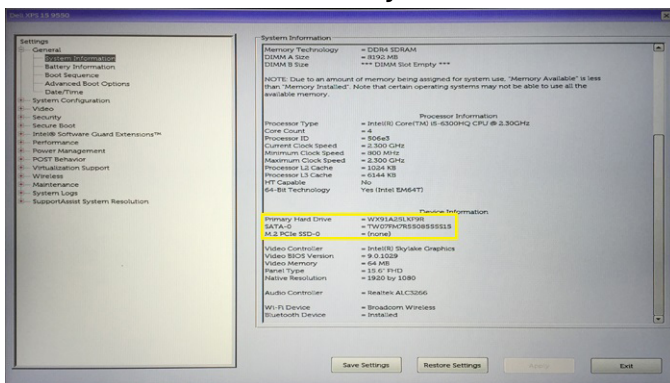 Dell XPS 15 9550
Settings
General
System Information
Battery Information
Boot Sequence
Advanced Boot Options
Date/Time
System Configuration
Video
Security
Secure Boot
Intel® Software Guard Extensions™
Performance
Power Management
POST Behavior
Virtualization Support
Wireless
Maintenance
System Logs
SupportAssist System Resolution
System Information
Memory Technology = DDR4 SDRAM
DIMM A Size = 8192 MB
DIMM B Size *** DIMM Slot Empty ***
NOTE: Due to an amount of memory being assigned for system use, "Memory Available" is less
than "Memory Installed". Note that certain operating systems may not be able to use all the
available memory.
Processor Information
Processor Type = Intel(R) Core(TM) i5-6300HQ CPU @ 2.30GHz
Core Count = 4
Processor ID = 506e3
Current Clock Speed = 2.300 GHz
Minimum Clock Speed = 800 MHz
Maximum Clock Speed = 2.300 GHz
Processor L2 Cache = 1024 KB
Processor L3 Cache = 6144 KB
HT Capable No
64-Bit Technology Yes (Intel EM64T)
Device Information
Primary Hard Drive
SATA-0
M.2 PCIe SSD-0 = (none)
Video Controller = Intel(R) Skylake Graphics
Video BIOS Version = 9.0.1029
Video Memory = 64 MB
Panel Type = 15.6" FHD
Native Resolution = 1920 by 1080
Audio Controller = Realtek ALC3266
Wi-Fi Device = Broadcom Wireless
Bluetooth Device = Installed
Save Settings
Restore Settings
Apply
Exit